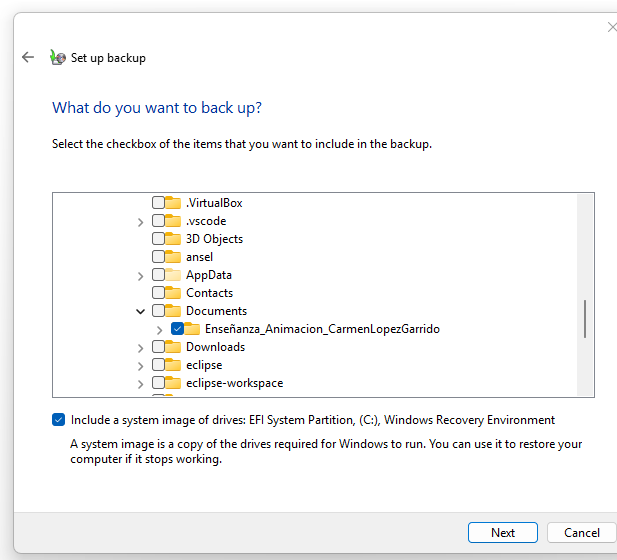 Set up backup
What do you want to back up?
Select the checkbox of the items that you want to include in the backup.
.VirtualBox
.vscode
3D Objects
ansel
AppData
Contacts
Documents
Enseñanza_Animacion_CarmenLopezGarrido
Downloads
eclipse
eclipse-workspace
Include a system image of drives: EFI System Partition, (C:), Windows Recovery Environment
A system image is a copy of the drives required for Windows to run. You can use it to restore your
computer if it stops working.
Next
Cancel